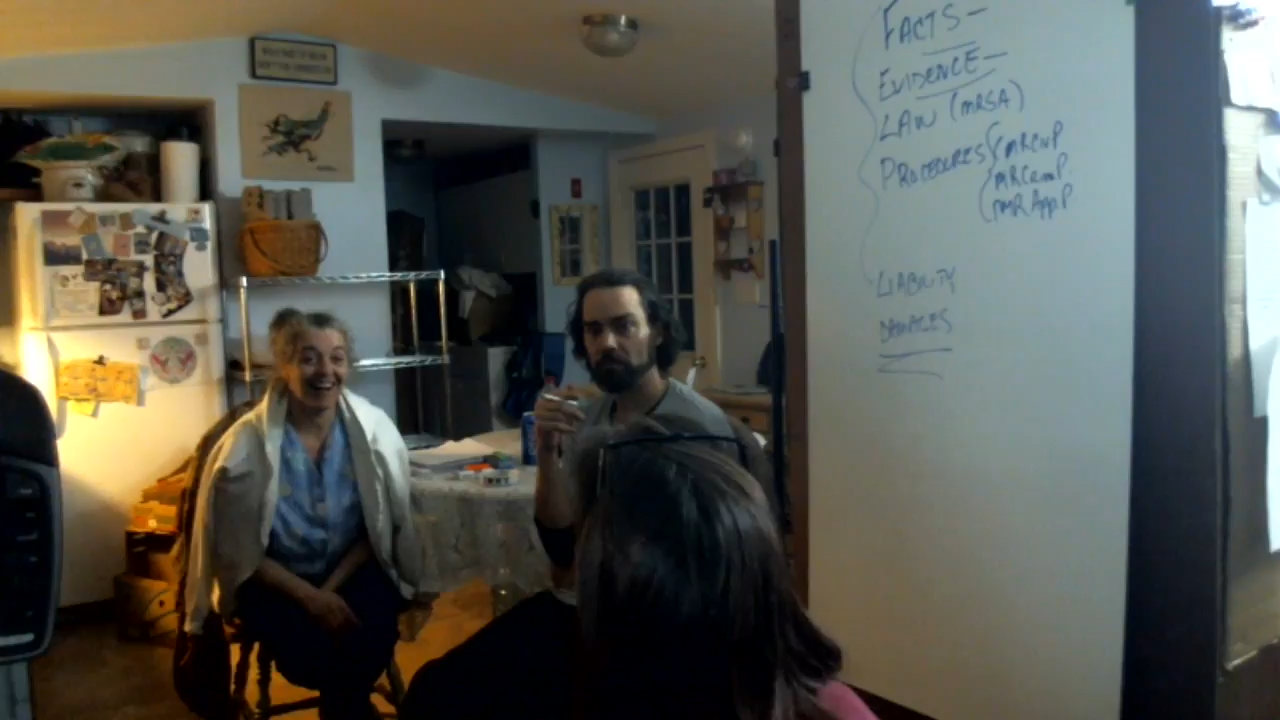 FACTS—
EVIDENCE—
LAW (MRSA)
PROCEDURES { MRCivP
MRCrimP.
MR App. P
LIABILITY
DAMAGES